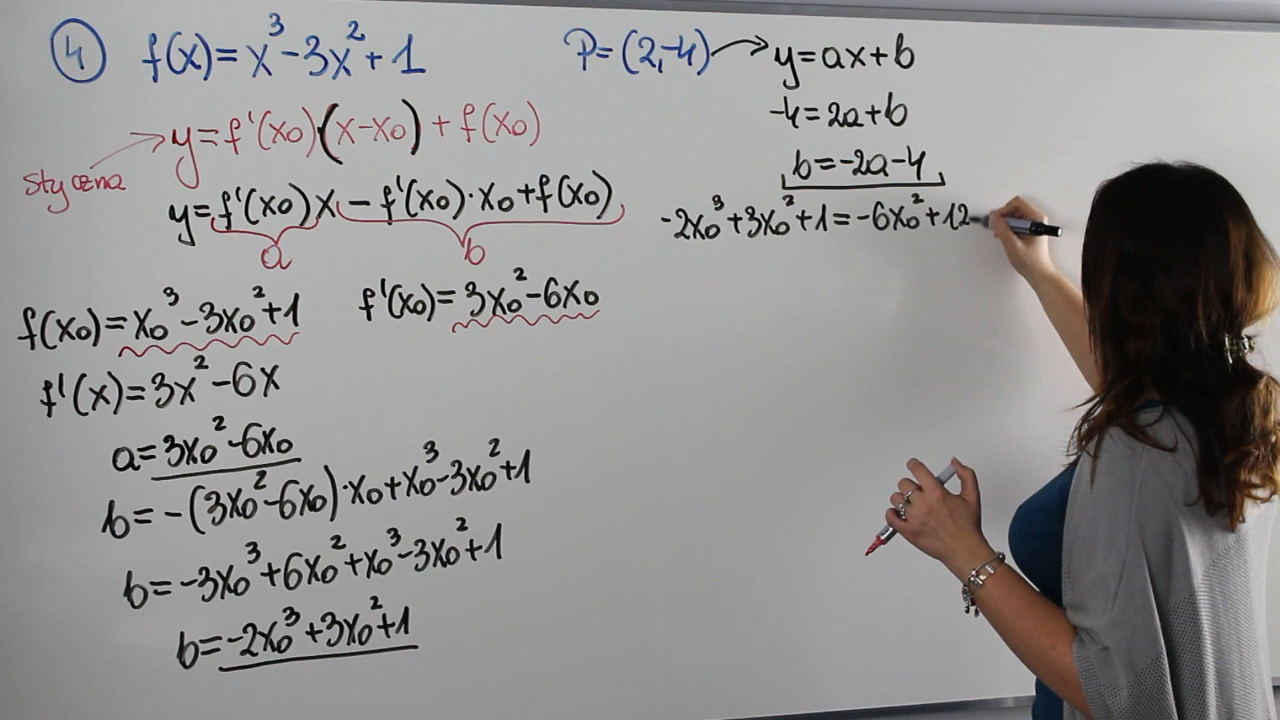 4 f(x)=x³-3x²+1 P=(2,-4) → y=ax+b
y=f'(x₀)(x-x₀)+f(x₀)
styczna
y=f'(x₀)x-f'(x₀)·x₀+f(x₀)
a b
f(x₀)=x₀³-3x₀²+1 f'(x₀)=3x₀²-6x₀
f'(x)=3x²-6x
a=3x₀²-6x₀
b=-(3x₀²-6x₀)·x₀+x₀³-3x₀²+1
b=-3x₀³+6x₀²+x₀³-3x₀²+1
b=-2x₀³+3x₀²+1
-4=2a+b
b=-2a-4
-2x₀³+3x₀²+1=-6x₀²+12